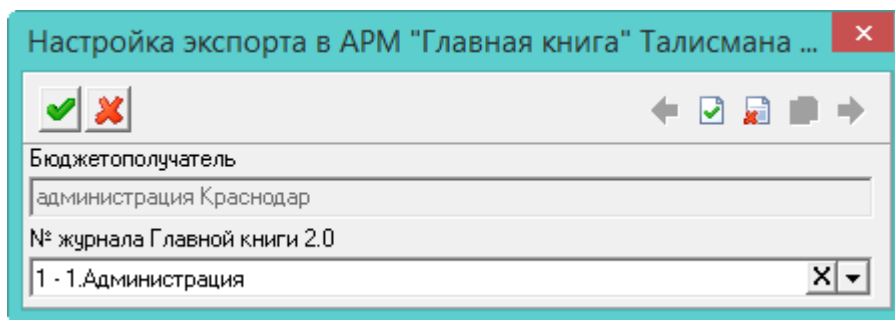 Настройка экспорта в АРМ "Главная книга" Талисмана ...
Бюджетополучатель
администрация Краснодар
№ журнала Главной книги 2.0
1 - 1.Администрация